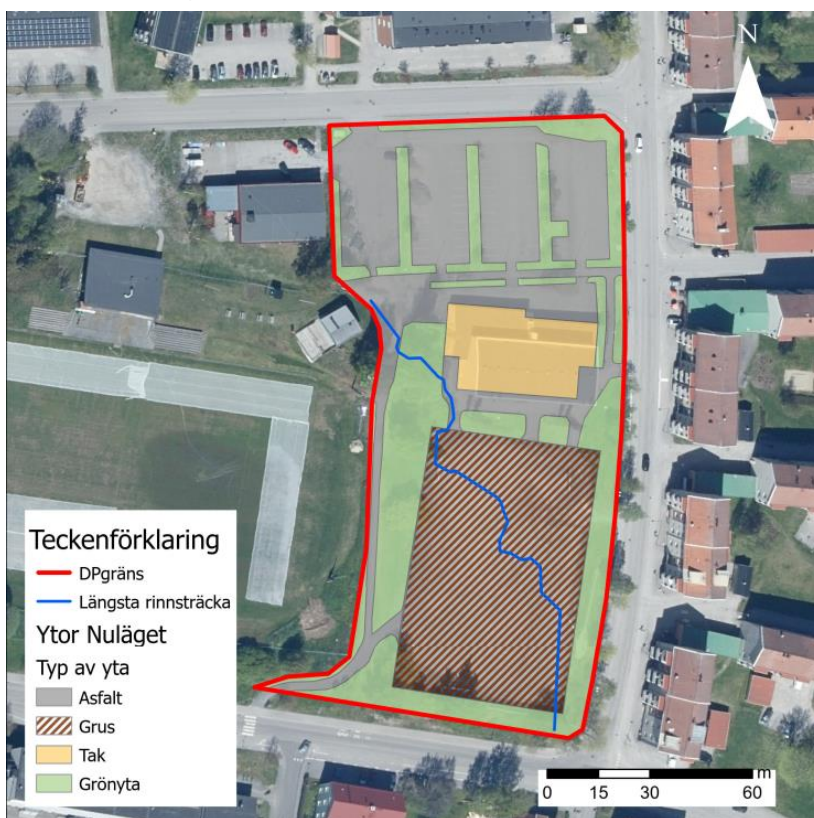 N
Teckenförklaring
DPgräns
Längsta rinnsträcka
Ytor Nuläget
Typ av yta
Asfalt
Grus
Tak
Grönyta
m
0 15 30 60